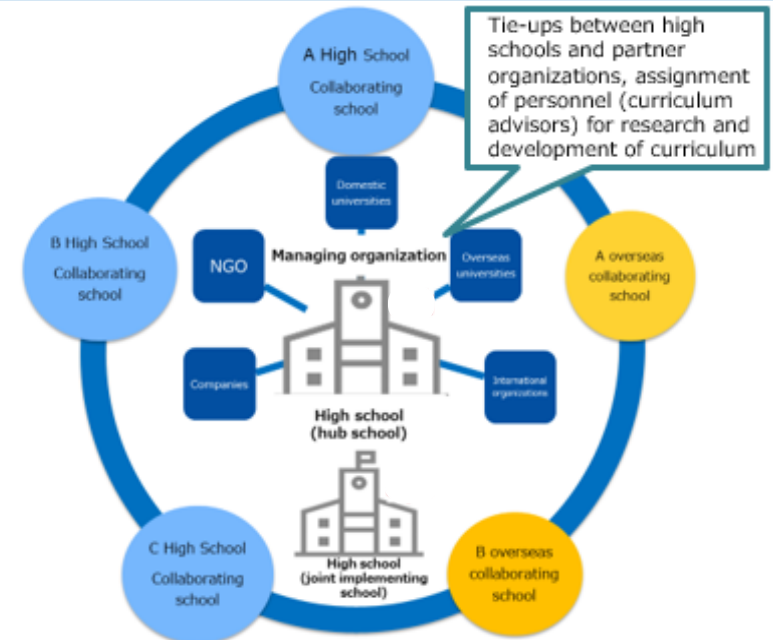 Tie-ups between high
schools and partner
organizations, assignment
of personnel (curriculum
advisors) for research and
development of curriculum
A High School
Collaborating
school
Domestic
universities
B High School
Collaborating
school
NGO
Managing organization
Overseas
universities
A overseas
collaborating
school
Companies
International
organizations
High school
(hub school)
C High School
Collaborating
school
High school
(joint implementing
school)
B overseas
collaborating
school